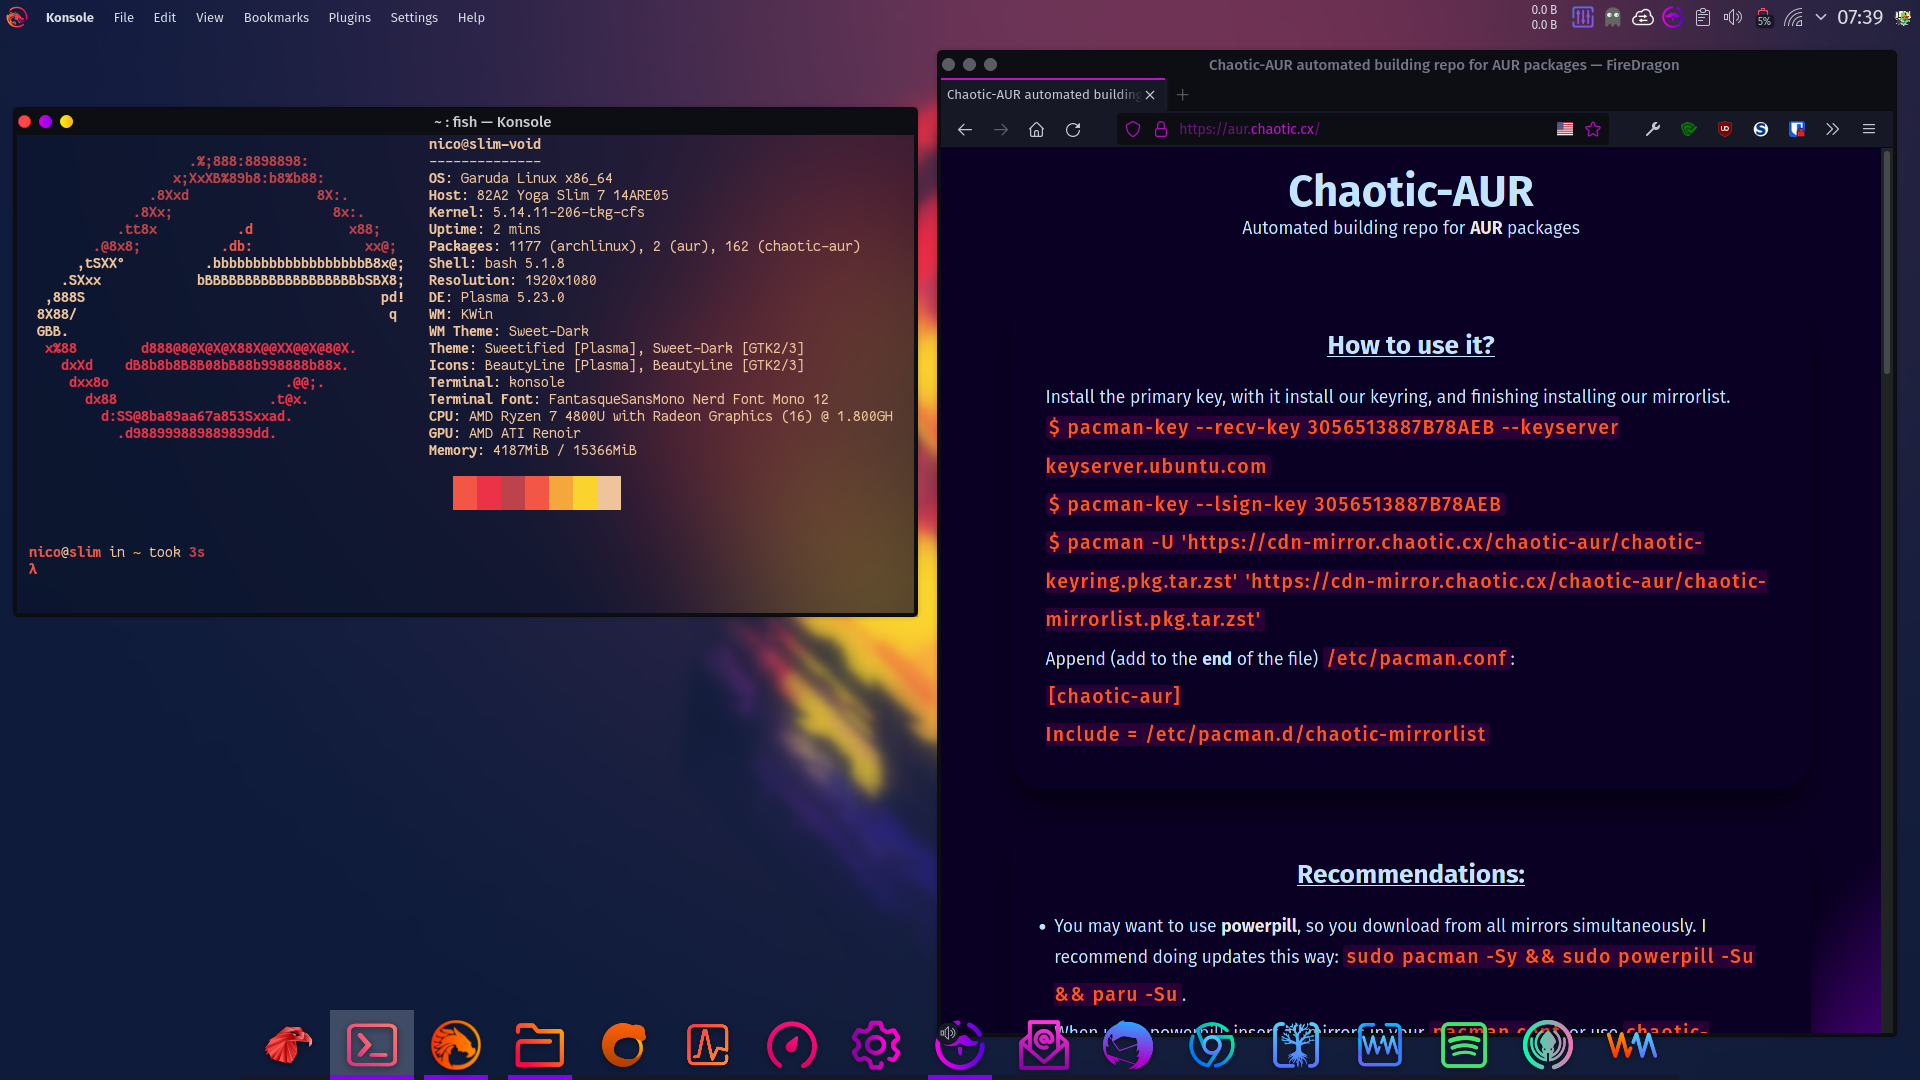 Konsole File Edit View Bookmarks Plugins Settings Help
0.0 B
0.0 B
5%
07:39
~ : fish — Konsole
nico@slim-void
--------------
OS: Garuda Linux x86_64
Host: 82A2 Yoga Slim 7 14ARE05
Kernel: 5.14.11-206-tkg-cfs
Uptime: 2 mins
Packages: 1177 (archlinux), 2 (aur), 162 (chaotic-aur)
Shell: bash 5.1.8
Resolution: 1920x1080
DE: Plasma 5.23.0
WM: KWin
WM Theme: Sweet-Dark
Theme: Sweetified [Plasma], Sweet-Dark [GTK2/3]
Icons: BeautyLine [Plasma], BeautyLine [GTK2/3]
Terminal: konsole
Terminal Font: FantasqueSansMono Nerd Font Mono 12
CPU: AMD Ryzen 7 4800U with Radeon Graphics (16) @ 1.800GH
GPU: AMD ATI Renoir
Memory: 4187MiB / 15366MiB
.%;888:8898898:
x;XxXB%89b8:b8%b88:
.8Xxd 8X:.
.8Xx; 8x:.
.tt8x .d x88;
.@8x8; .db: xx@;
,tSXX° .bbbbbbbbbbbbbbbbbbbB8x@;
.SXxx bBBBBBBBBBBBBBBBBBBBbSBX8;
,888S pd!
8X88/ q
GBB.
x%88 d888@8@X@X@X88X@@XX@@X@8@X.
dxXd dB8b8b8B8B08bB88b998888b88x.
dxx8o .@@;.
dx88 .t@x.
d:SS@8ba89aa67a853Sxxad.
.d988999889889899dd.
nico@slim in ~ took 3s
λ
Chaotic-AUR automated building repo for AUR packages — FireDragon
Chaotic-AUR automated building
https://aur.chaotic.cx/
Chaotic-AUR
Automated building repo for AUR packages
How to use it?
Install the primary key, with it install our keyring, and finishing installing our mirrorlist.
$ pacman-key --recv-key 3056513887B78AEB --keyserver
keyserver.ubuntu.com
$ pacman-key --lsign-key 3056513887B78AEB
$ pacman -U 'https://cdn-mirror.chaotic.cx/chaotic-aur/chaotic-
keyring.pkg.tar.zst' 'https://cdn-mirror.chaotic.cx/chaotic-aur/chaotic-
mirrorlist.pkg.tar.zst'
Append (add to the end of the file) /etc/pacman.conf:
[chaotic-aur]
Include = /etc/pacman.d/chaotic-mirrorlist
Recommendations:
• You may want to use powerpill, so you download from all mirrors simultaneously. I
recommend doing updates this way: sudo pacman -Sy && sudo powerpill -Su
&& paru -Su.
mirrors in your pacman.conf or use chaotic-